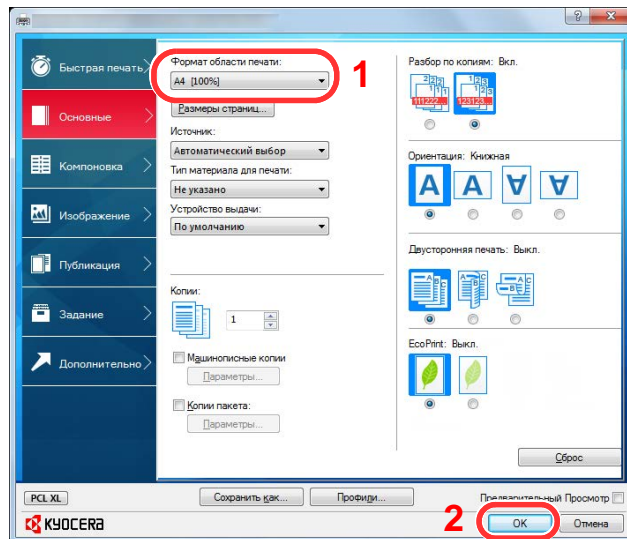 Быстрая печать
Основные
Компоновка
Изображение
Публикация
Задание
Дополнительно
Формат области печати:
A4 [100%]
1
Размеры страниц...
Источник:
Автоматический выбор
Тип материала для печати:
Не указано
Устройство выдачи:
По умолчанию
Копии:
1
Машинописные копии
Параметры...
Копии пакета:
Параметры...
Разбор по копиям: Вкл.
111222...
123123...
Ориентация: Книжная
A A A A
Двусторонняя печать: Выкл.
EcoPrint: Выкл.
Сброс
PCL XL
Сохранить как...
Профили...
Предварительный Просмотр
KYOCERA
2
OK
Отмена